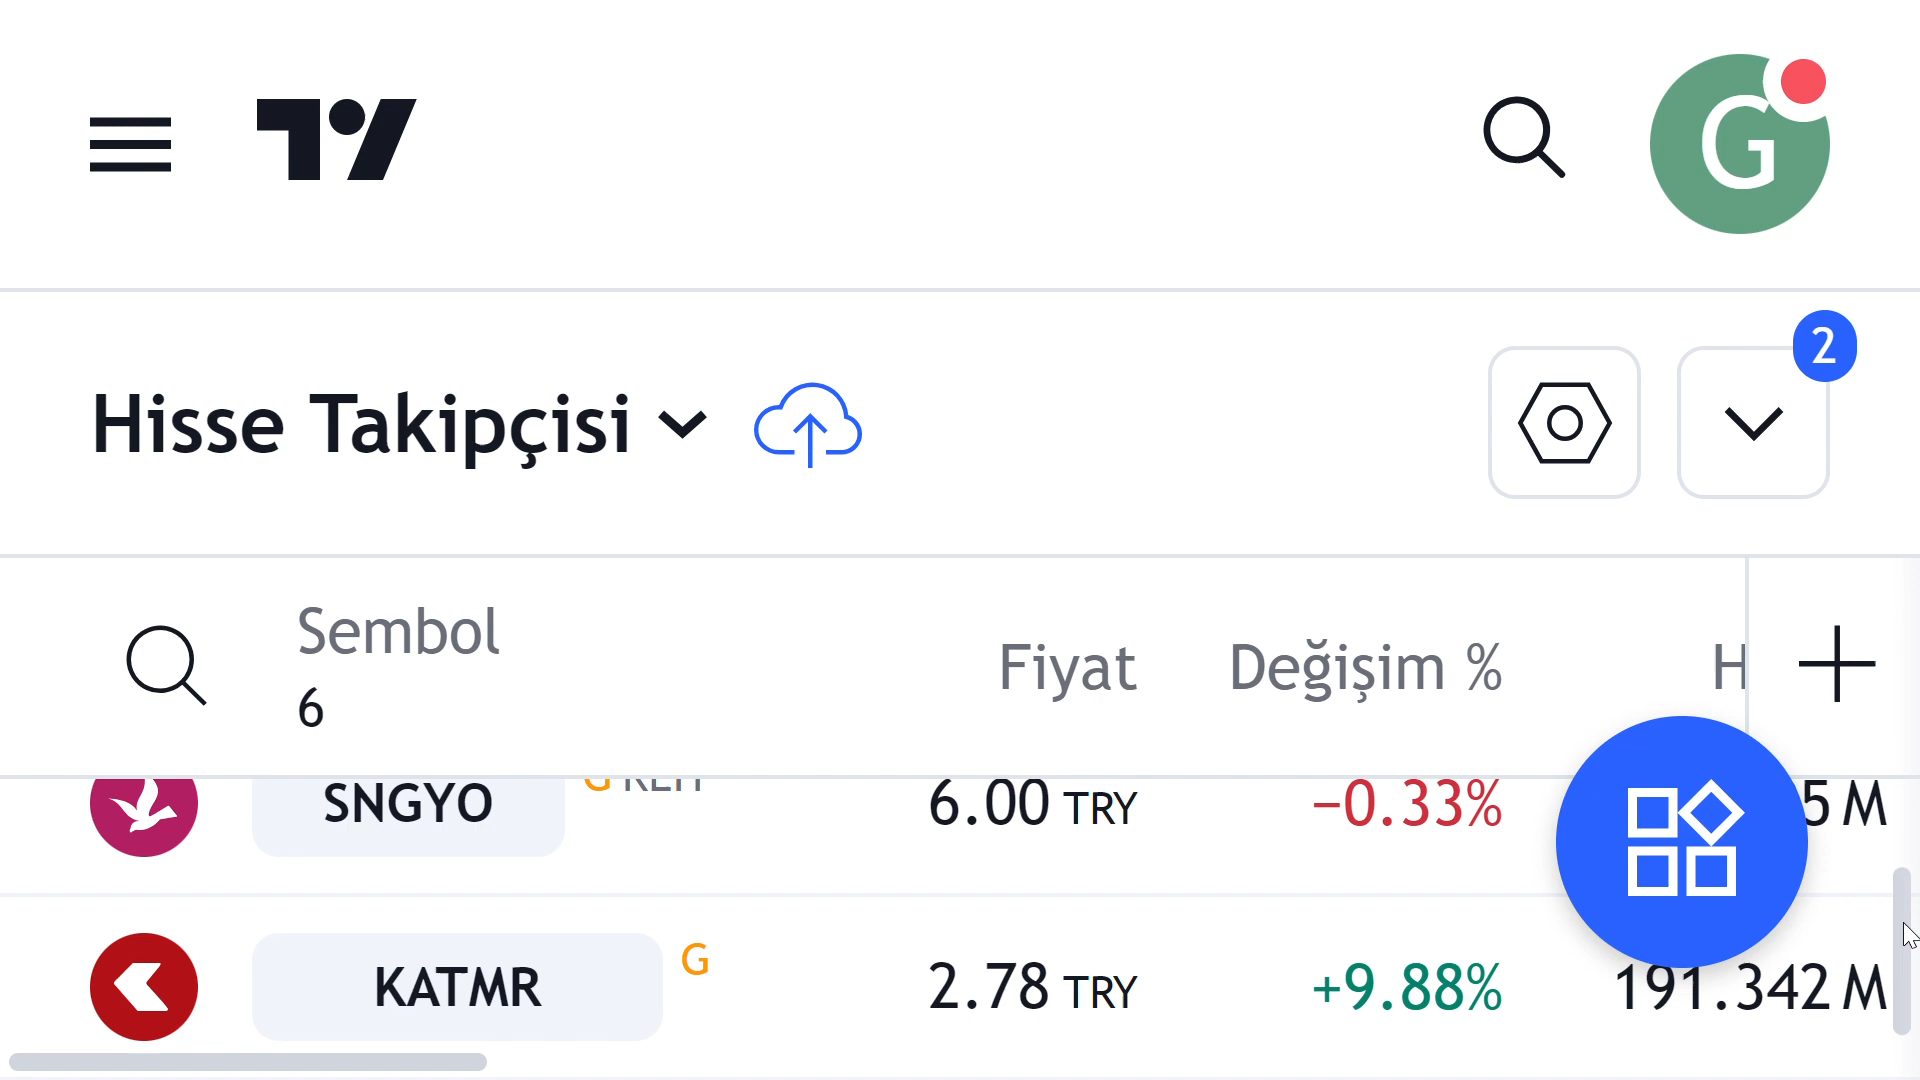 G
Hisse Takipçisi
2
Sembol
6
Fiyat Değişim %
SNGYO G REIT 6.00 TRY −0.33% 5 M
KATMR G 2.78 TRY +9.88% 191.342 M